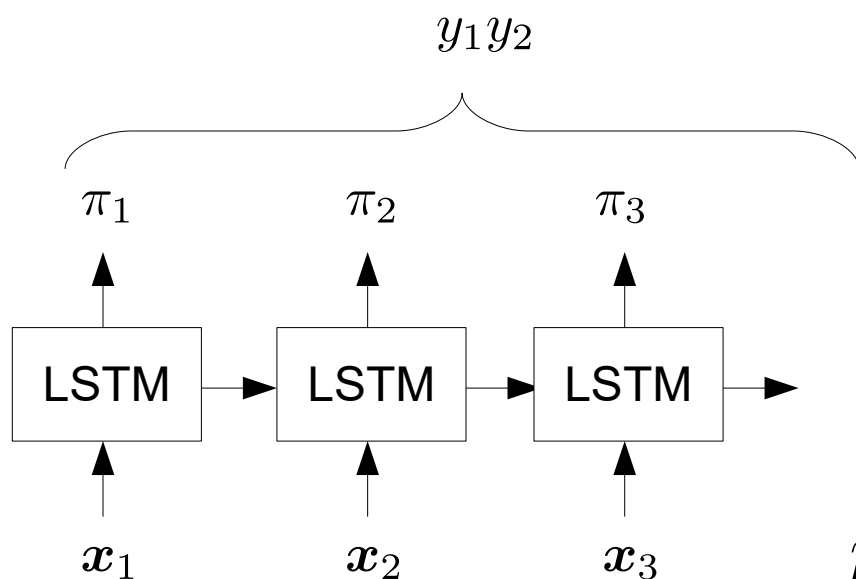 y₁y₂
π₁ π₂ π₃
LSTM LSTM LSTM
x₁ x₂ x₃